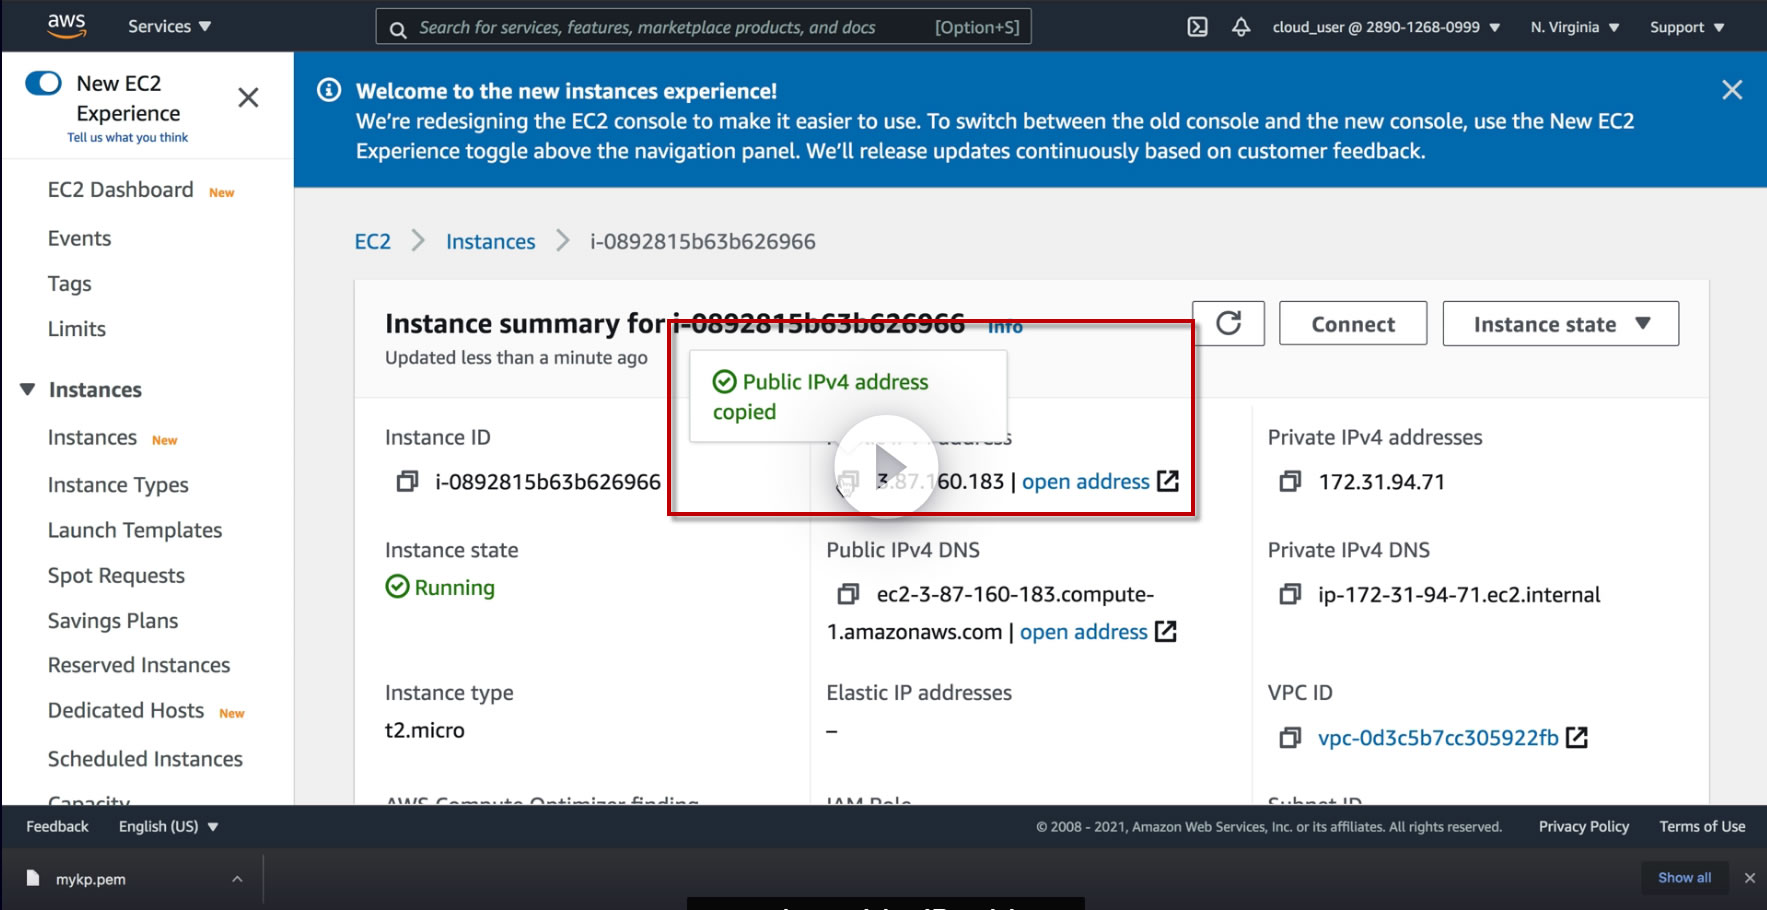 aws
Services
Search for services, features, marketplace products, and docs
[Option+S]
cloud_user @ 2890-1268-0999
N. Virginia
Support
New EC2
Experience
Tell us what you think
Welcome to the new instances experience!
We're redesigning the EC2 console to make it easier to use. To switch between the old console and the new console, use the New EC2
Experience toggle above the navigation panel. We'll release updates continuously based on customer feedback.
EC2 Dashboard New
Events
Tags
Limits
Instances
Instances New
Instance Types
Launch Templates
Spot Requests
Savings Plans
Reserved Instances
Dedicated Hosts New
Scheduled Instances
Capacity
EC2 > Instances > i-0892815b63b626966
Instance summary for i-0892815b63b626966 Info
Updated less than a minute ago
Connect
Instance state
Public IPv4 address
copied
Instance ID
i-0892815b63b626966
3.87.160.183 | open address
Private IPv4 addresses
172.31.94.71
Instance state
Running
Public IPv4 DNS
ec2-3-87-160-183.compute-
1.amazonaws.com | open address
Private IPv4 DNS
ip-172-31-94-71.ec2.internal
Instance type
t2.micro
Elastic IP addresses
–
VPC ID
vpc-0d3c5b7cc305922fb
AWS Compute Optimizer finding
IAM Role
Subnet ID
Feedback
English (US)
© 2008 - 2021, Amazon Web Services, Inc. or its affiliates. All rights reserved.
Privacy Policy
Terms of Use
mykp.pem
Show all